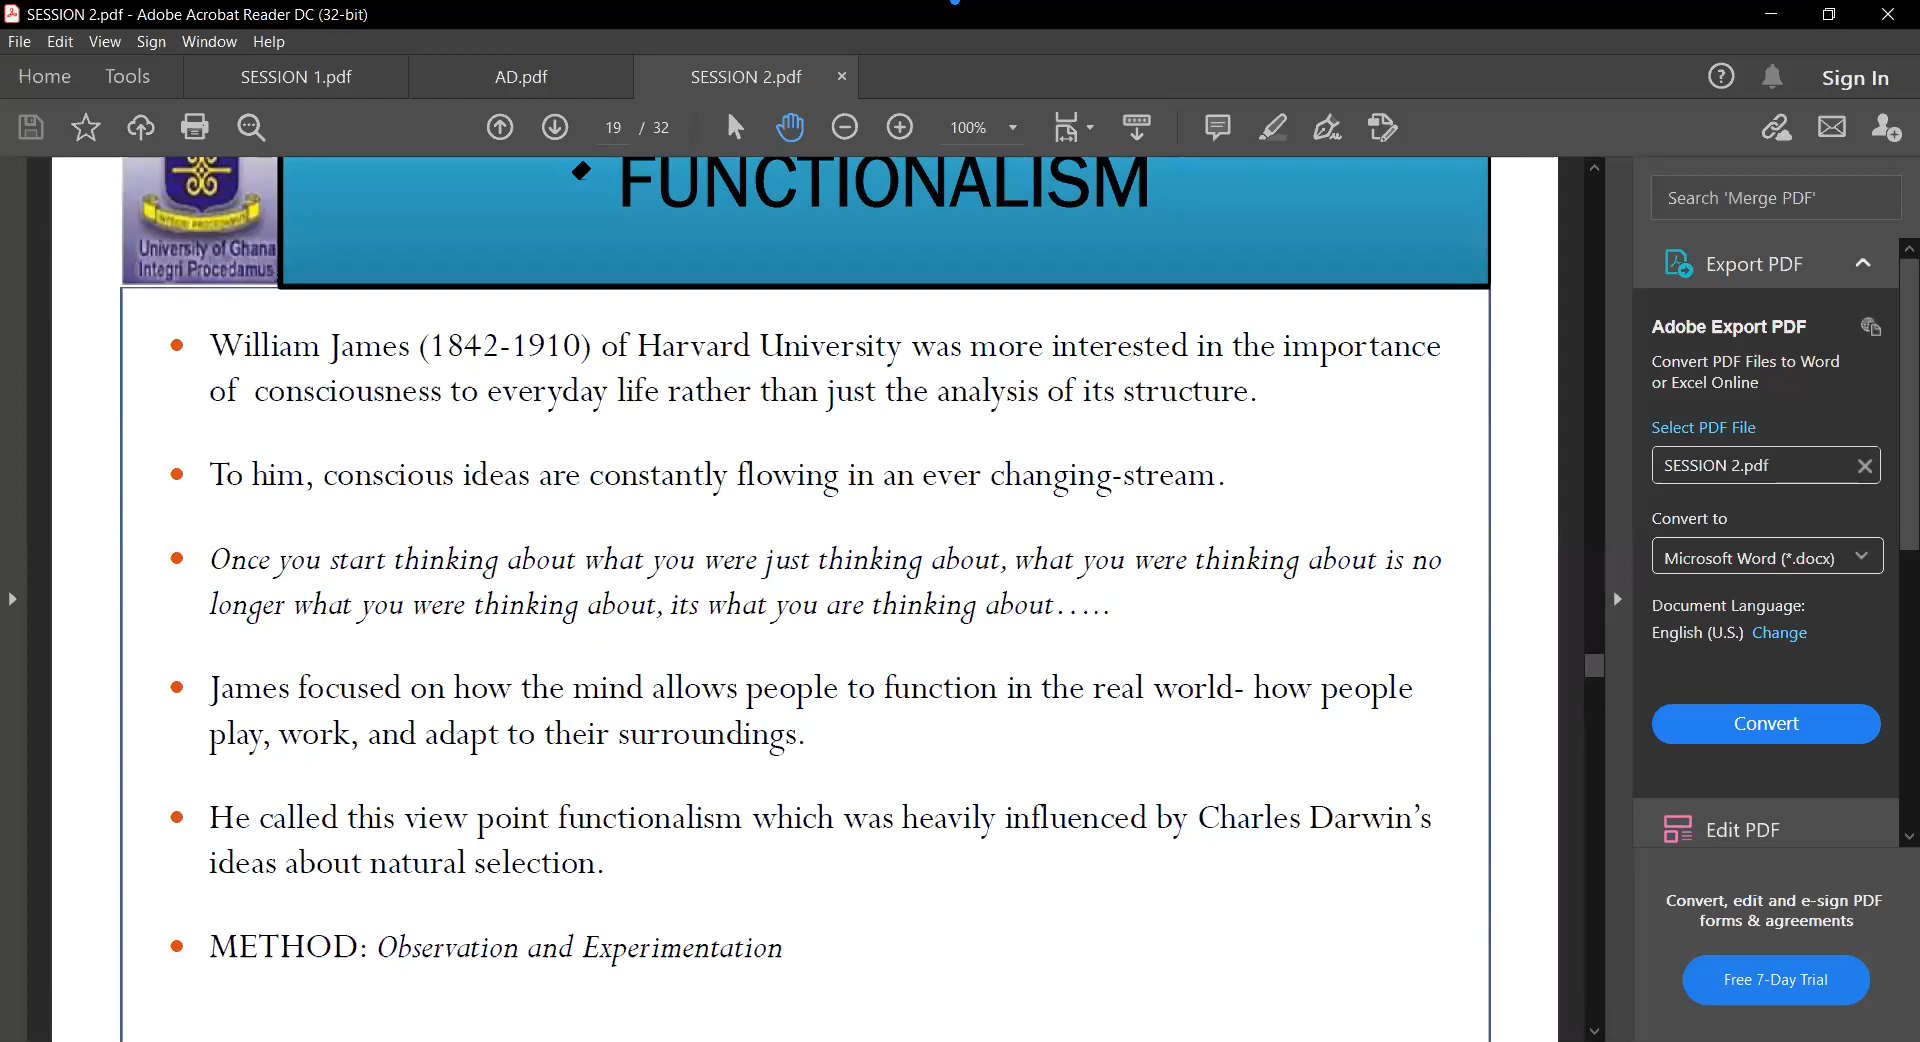 SESSION 2.pdf - Adobe Acrobat Reader DC (32-bit)
File Edit View Sign Window Help
Home Tools SESSION 1.pdf AD.pdf SESSION 2.pdf × Sign In
19 / 32 100%
• FUNCTIONALISM
University of Ghana
Integri Procedamus
• William James (1842-1910) of Harvard University was more interested in the importance
of consciousness to everyday life rather than just the analysis of its structure.
• To him, conscious ideas are constantly flowing in an ever changing-stream.
• Once you start thinking about what you were just thinking about, what you were thinking about is no
longer what you were thinking about, its what you are thinking about…..
• James focused on how the mind allows people to function in the real world- how people
play, work, and adapt to their surroundings.
• He called this view point functionalism which was heavily influenced by Charles Darwin’s
ideas about natural selection.
• METHOD: Observation and Experimentation
Search 'Merge PDF'
Export PDF
Adobe Export PDF
Convert PDF Files to Word
or Excel Online
Select PDF File
SESSION 2.pdf
Convert to
Microsoft Word (*.docx)
Document Language:
English (U.S.) Change
Convert
Edit PDF
Convert, edit and e-sign PDF
forms & agreements
Free 7-Day Trial